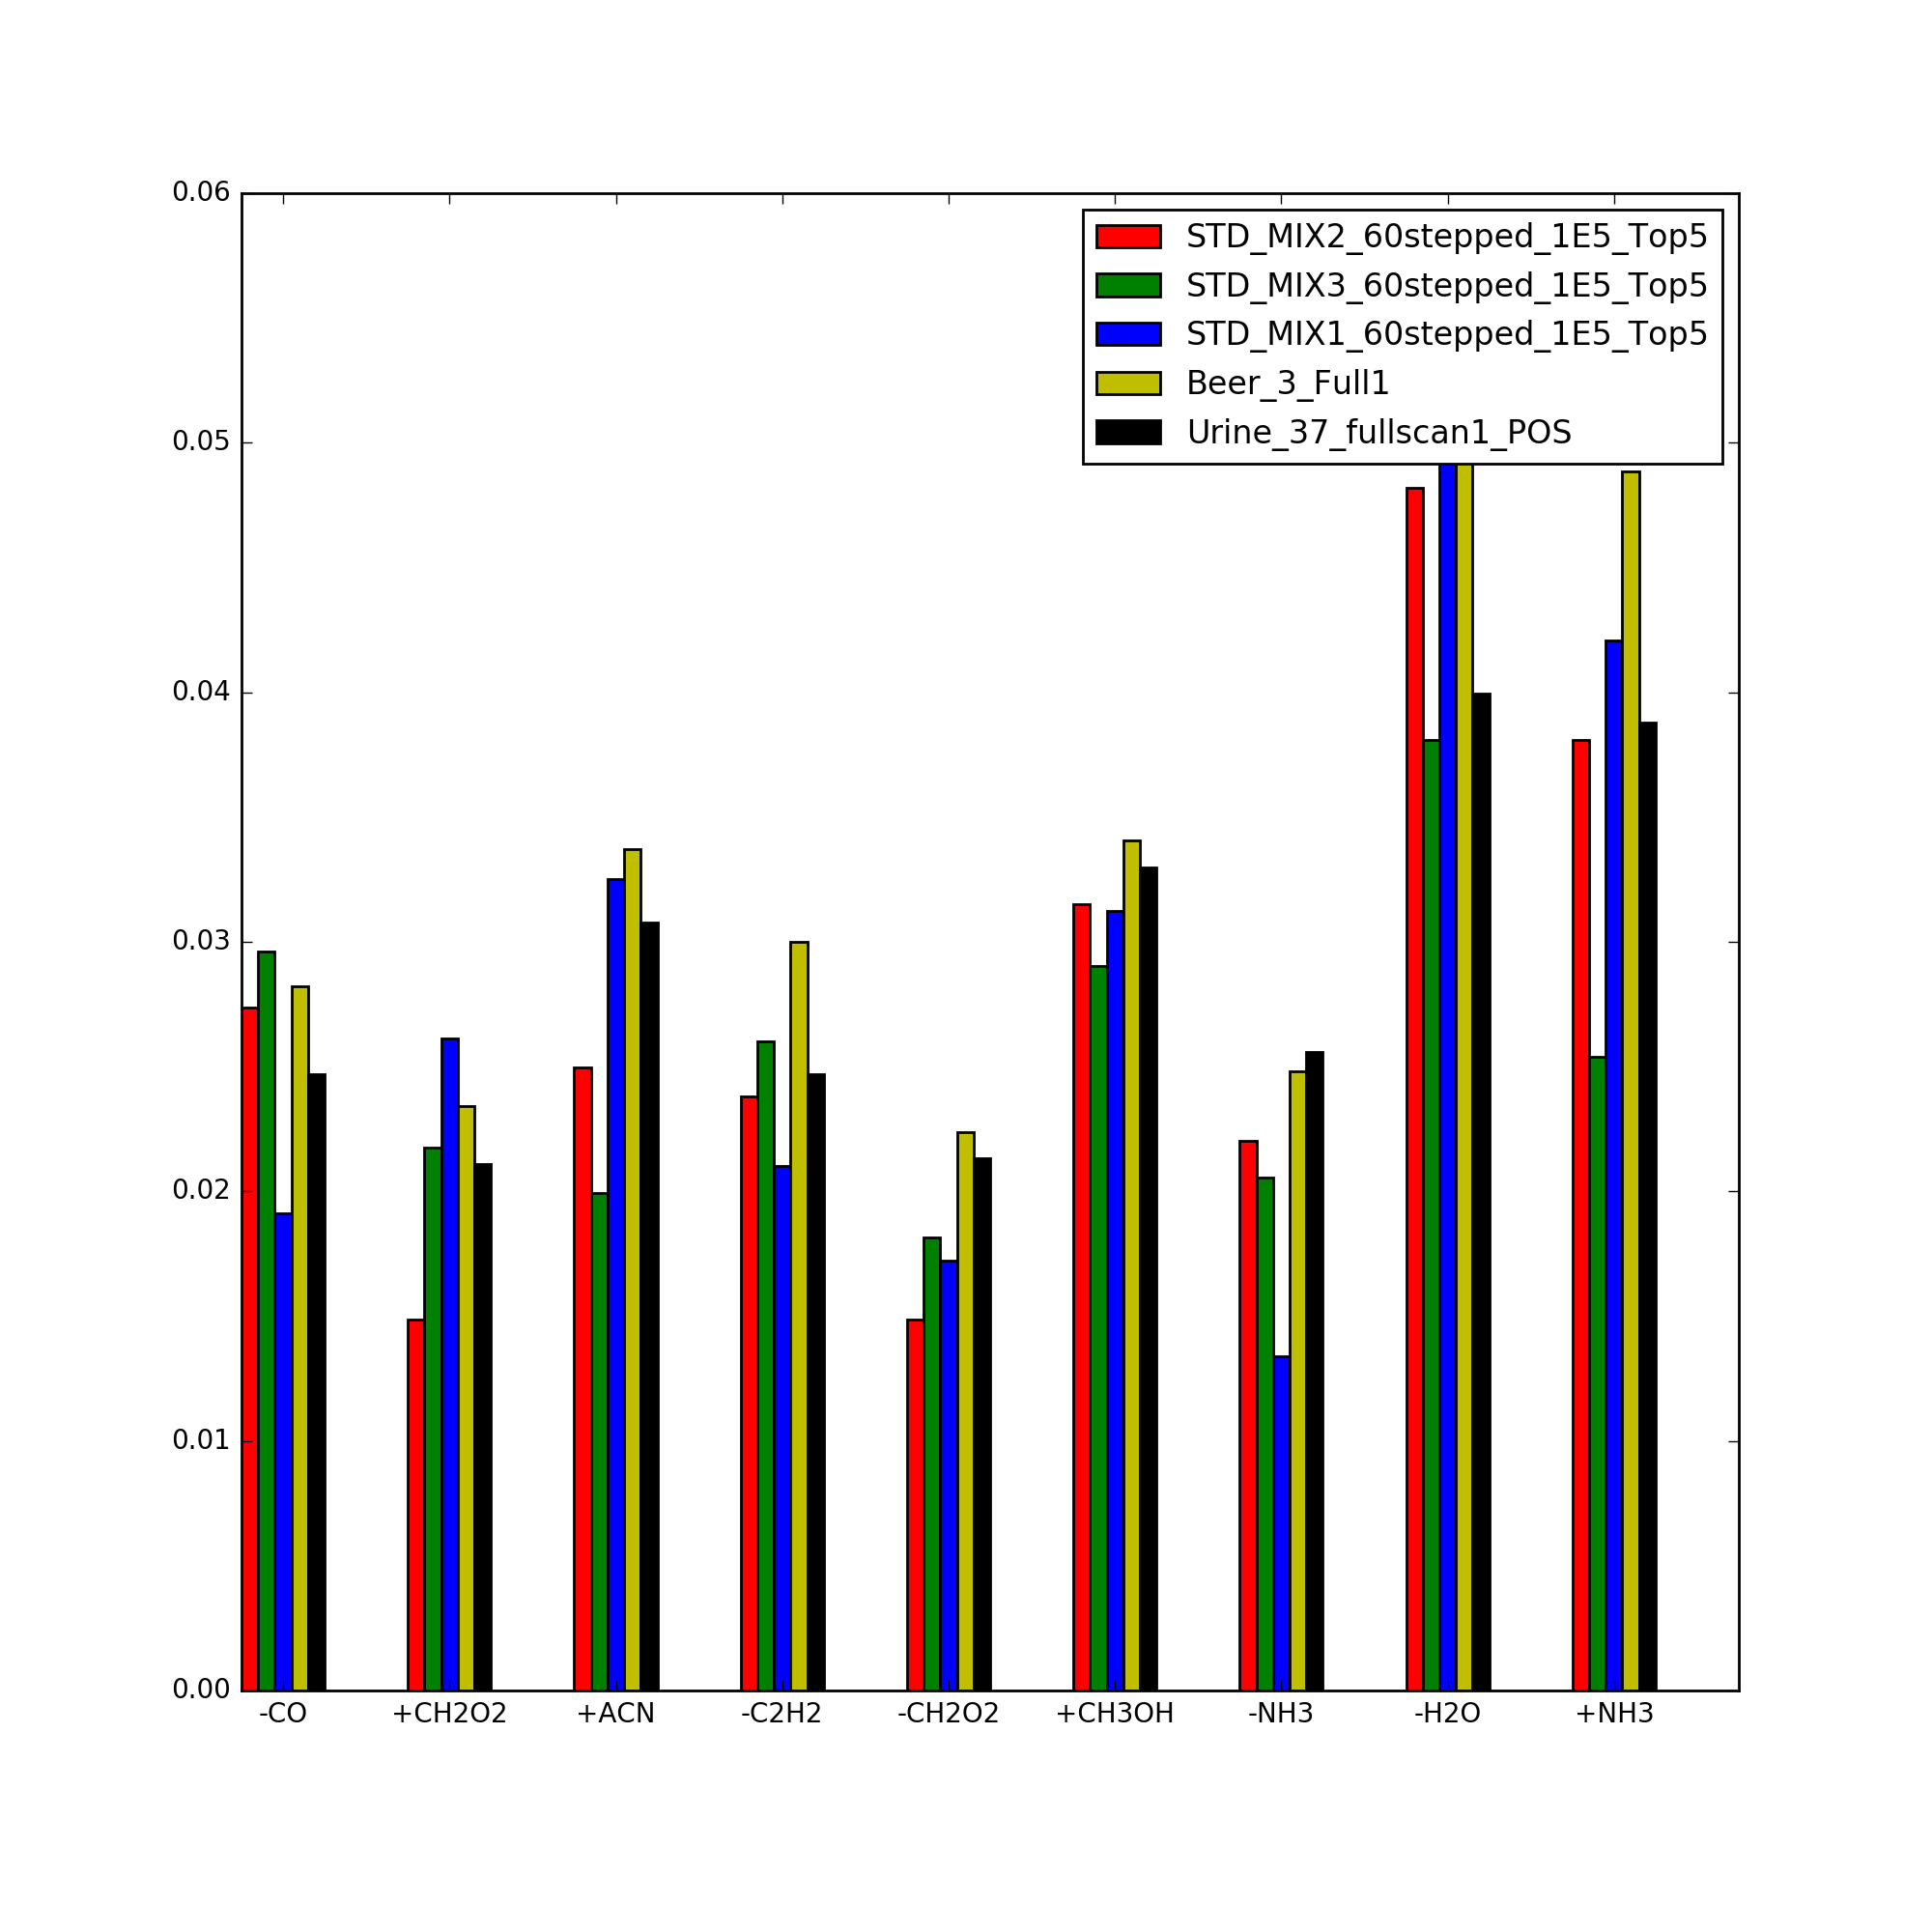 0.06
0.05
0.04
0.03
0.02
0.01
0.00
STD_MIX2_60stepped_1E5_Top5
STD_MIX3_60stepped_1E5_Top5
STD_MIX1_60stepped_1E5_Top5
Beer_3_Full1
Urine_37_fullscan1_POS
-CO +CH2O2 +ACN -C2H2 -CH2O2 +CH3OH -NH3 -H2O +NH3